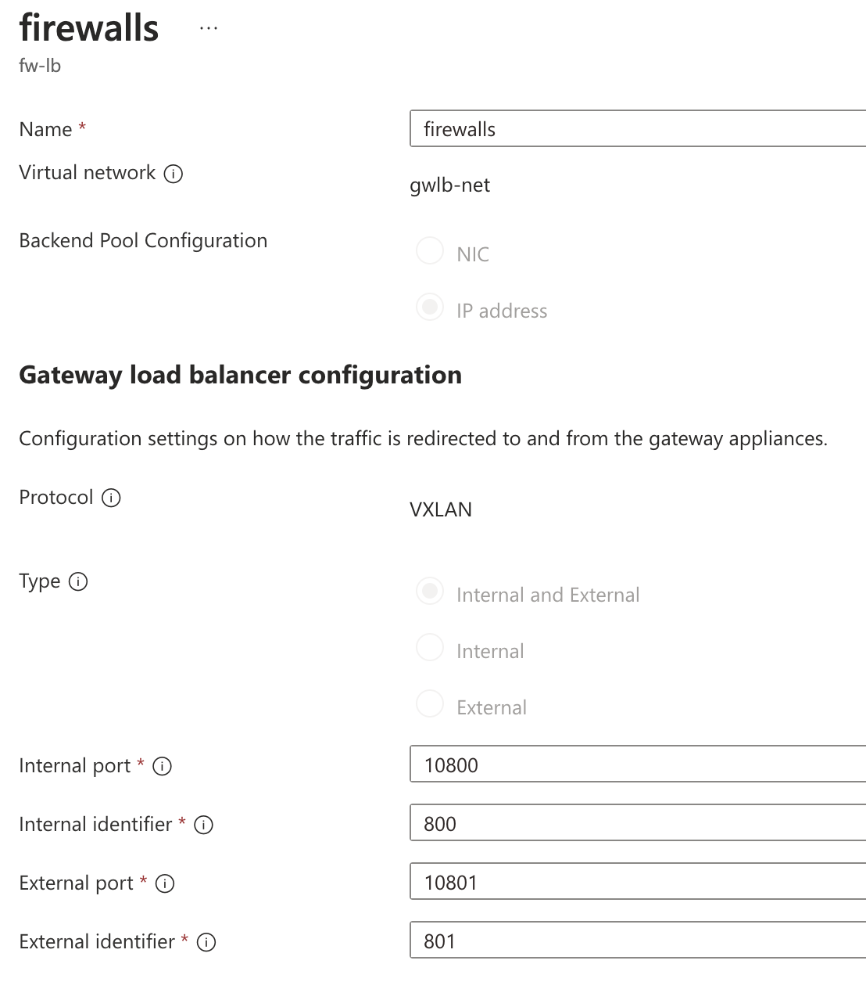 firewalls ...
fw-lb
Name * firewalls
Virtual network gwlb-net
Backend Pool Configuration
NIC
IP address
Gateway load balancer configuration
Configuration settings on how the traffic is redirected to and from the gateway appliances.
Protocol VXLAN
Type
Internal and External
Internal
External
Internal port * 10800
Internal identifier * 800
External port * 10801
External identifier * 801